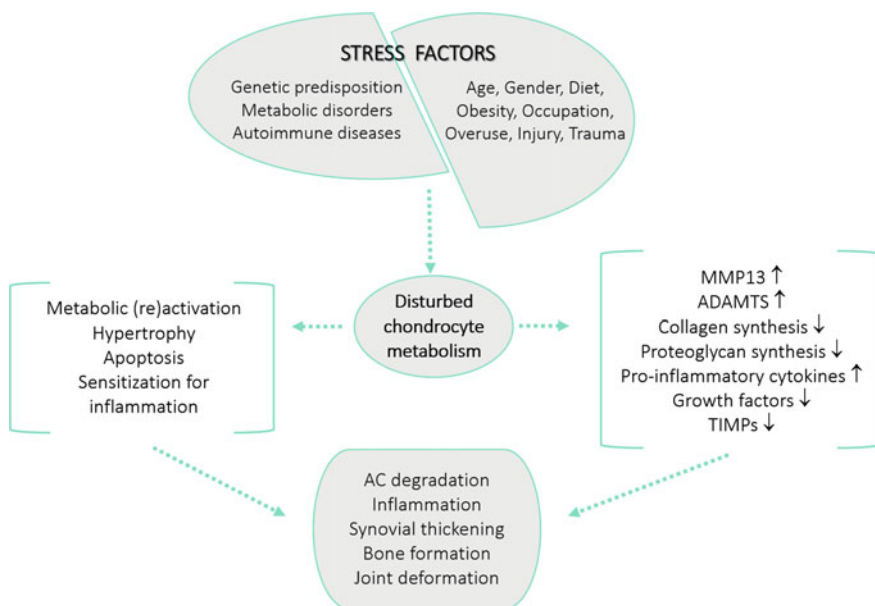 STRESS FACTORS
Genetic predisposition
Metabolic disorders
Autoimmune diseases
Age, Gender, Diet,
Obesity, Occupation,
Overuse, Injury, Trauma
Disturbed
chondrocyte
metabolism
Metabolic (re)activation
Hypertrophy
Apoptosis
Sensitization for
inflammation
MMP13 ↑
ADAMTS ↑
Collagen synthesis ↓
Proteoglycan synthesis ↓
Pro-inflammatory cytokines ↑
Growth factors ↓
TIMPs ↓
AC degradation
Inflammation
Synovial thickening
Bone formation
Joint deformation